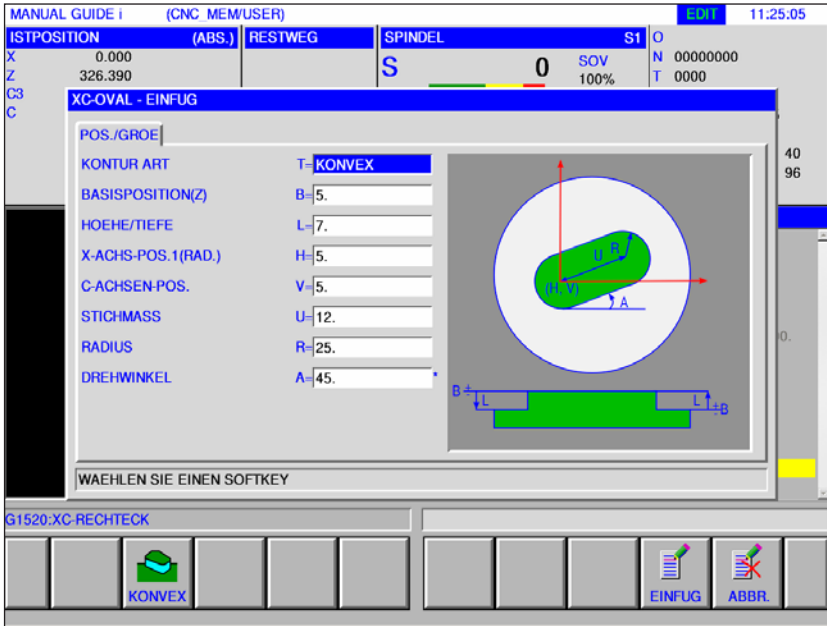 MANUAL GUIDE i (CNC_MEM/USER) EDIT 11:25:05
ISTPOSITION (ABS.) RESTWEG SPINDEL S1 O
X 0.000 S 0 SOV N 00000000
Z 326.390 100% T 0000
C3
C
XC-OVAL - EINFUG
POS./GROE
40
96
KONTUR ART T= KONVEX
BASISPOSITION(Z) B= 5.
HOEHE/TIEFE L= 7.
X-ACHS-POS.1(RAD.) H= 5.
C-ACHSEN-POS. V= 5.
STICHMASS U= 12.
RADIUS R= 25.
DREHWINKEL A= 45. *
U R
(H, V)
A
B ± L L ±B
0.
WAEHLEN SIE EINEN SOFTKEY
G1520:XC-RECHTECK
KONVEX EINFUG ABBR.